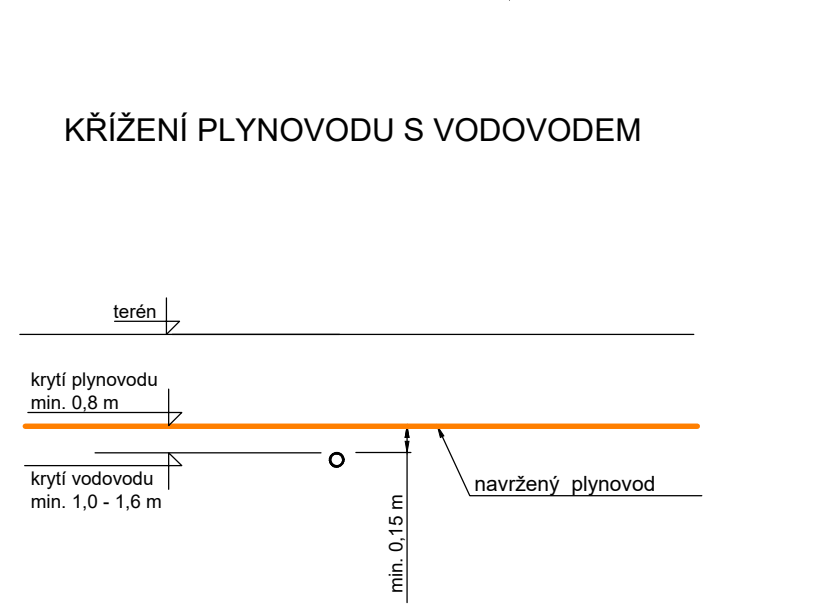 KŘÍŽENÍ PLYNOVODU S VODOVODEM
terén
krytí plynovodu
min. 0,8 m
krytí vodovodu
min. 1,0 - 1,6 m
min. 0,15 m
navržený plynovod